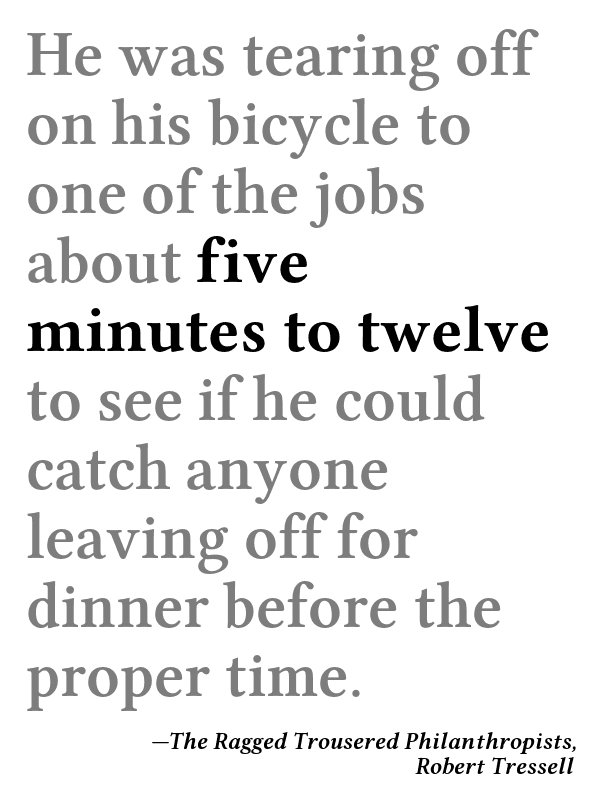 He was tearing off
on his bicycle to
one of the jobs
about five
minutes to twelve
to see if he could
catch anyone
leaving off for
dinner before the
proper time.
—The Ragged Trousered Philanthropists,
Robert Tressell